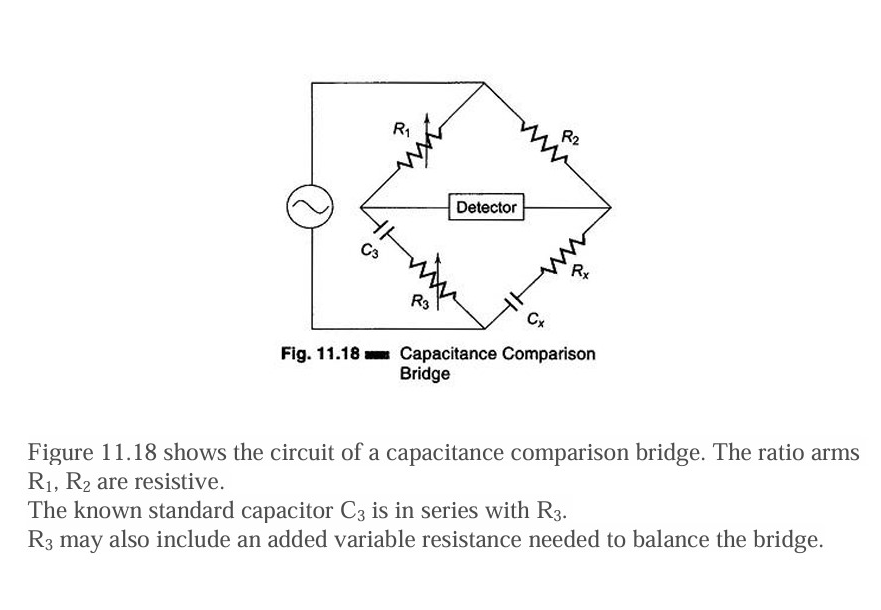 R₁
R₂
Detector
C₃
R₃
Rₓ
Cₓ
Fig. 11.18 Capacitance Comparison
Bridge
Figure 11.18 shows the circuit of a capacitance comparison bridge. The ratio arms
R₁, R₂ are resistive.
The known standard capacitor C₃ is in series with R₃.
R₃ may also include an added variable resistance needed to balance the bridge.